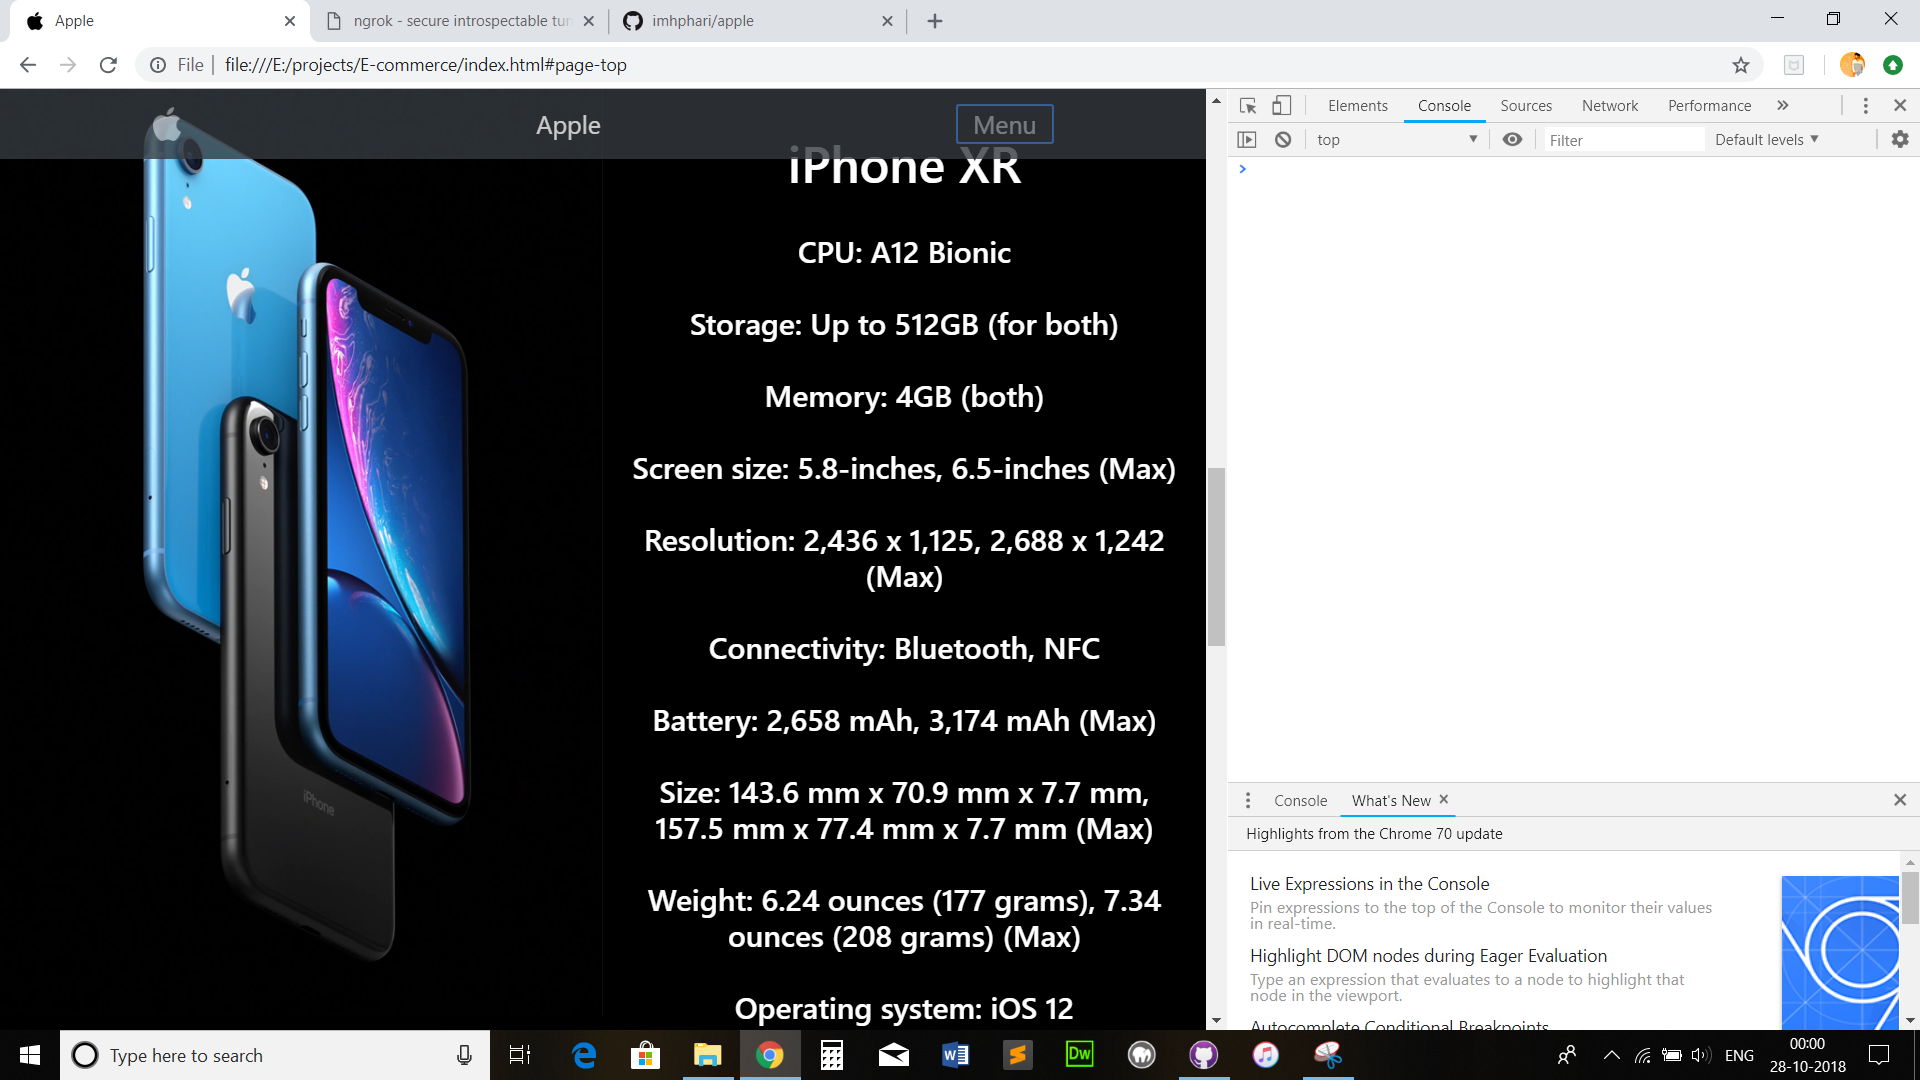 Apple
ngrok - secure introspectable tun
imhphari/apple
File
file:///E:/projects/E-commerce/index.html#page-top
Apple
Menu
iPhone XR
CPU: A12 Bionic
Storage: Up to 512GB (for both)
Memory: 4GB (both)
Screen size: 5.8-inches, 6.5-inches (Max)
Resolution: 2,436 x 1,125, 2,688 x 1,242
(Max)
Connectivity: Bluetooth, NFC
Battery: 2,658 mAh, 3,174 mAh (Max)
Size: 143.6 mm x 70.9 mm x 7.7 mm,
157.5 mm x 77.4 mm x 7.7 mm (Max)
Weight: 6.24 ounces (177 grams), 7.34
ounces (208 grams) (Max)
Operating system: iOS 12
iPhone
Elements Console Sources Network Performance
top
Filter
Default levels
Console What's New
Highlights from the Chrome 70 update
Live Expressions in the Console
Pin expressions to the top of the Console to monitor their values
in real-time.
Highlight DOM nodes during Eager Evaluation
Type an expression that evaluates to a node to highlight that
node in the viewport.
Autocomplete Conditional Breakpoints
Type here to search
Dw
ENG
00:00
28-10-2018